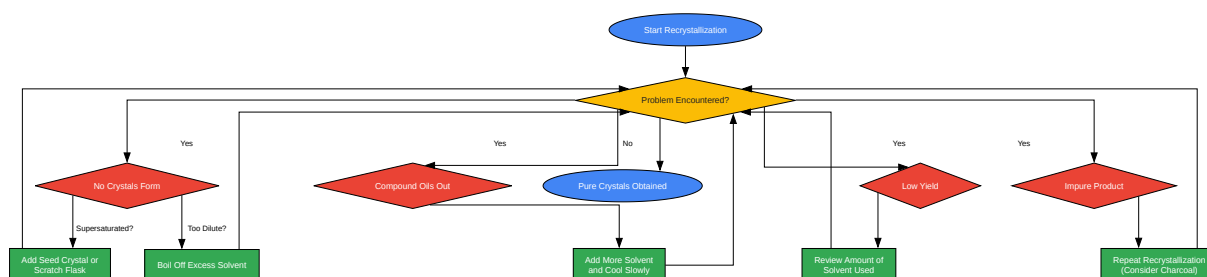 Start Recrystallization
Problem Encountered?
Yes
Yes
No
Yes
Yes
No Crystals Form
Compound Oils Out
Pure Crystals Obtained
Low Yield
Impure Product
Supersaturated?
Too Dilute?
Add Seed Crystal or
Scratch Flask
Boil Off Excess Solvent
Add More Solvent
and Cool Slowly
Review Amount of
Solvent Used
Repeat Recrystallization
(Consider Charcoal)